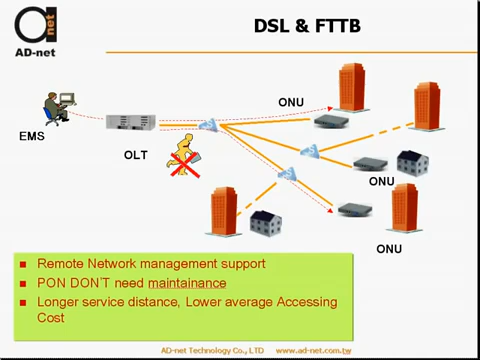 net
AD-net
DSL & FTTB
ONU
EMS
OLT
ONU
ONU
Remote Network management support
PON DON'T need maintainance
Longer service distance, Lower average Accessing
Cost
AD-net Technology Co., LTD www.ad-net.com.tw